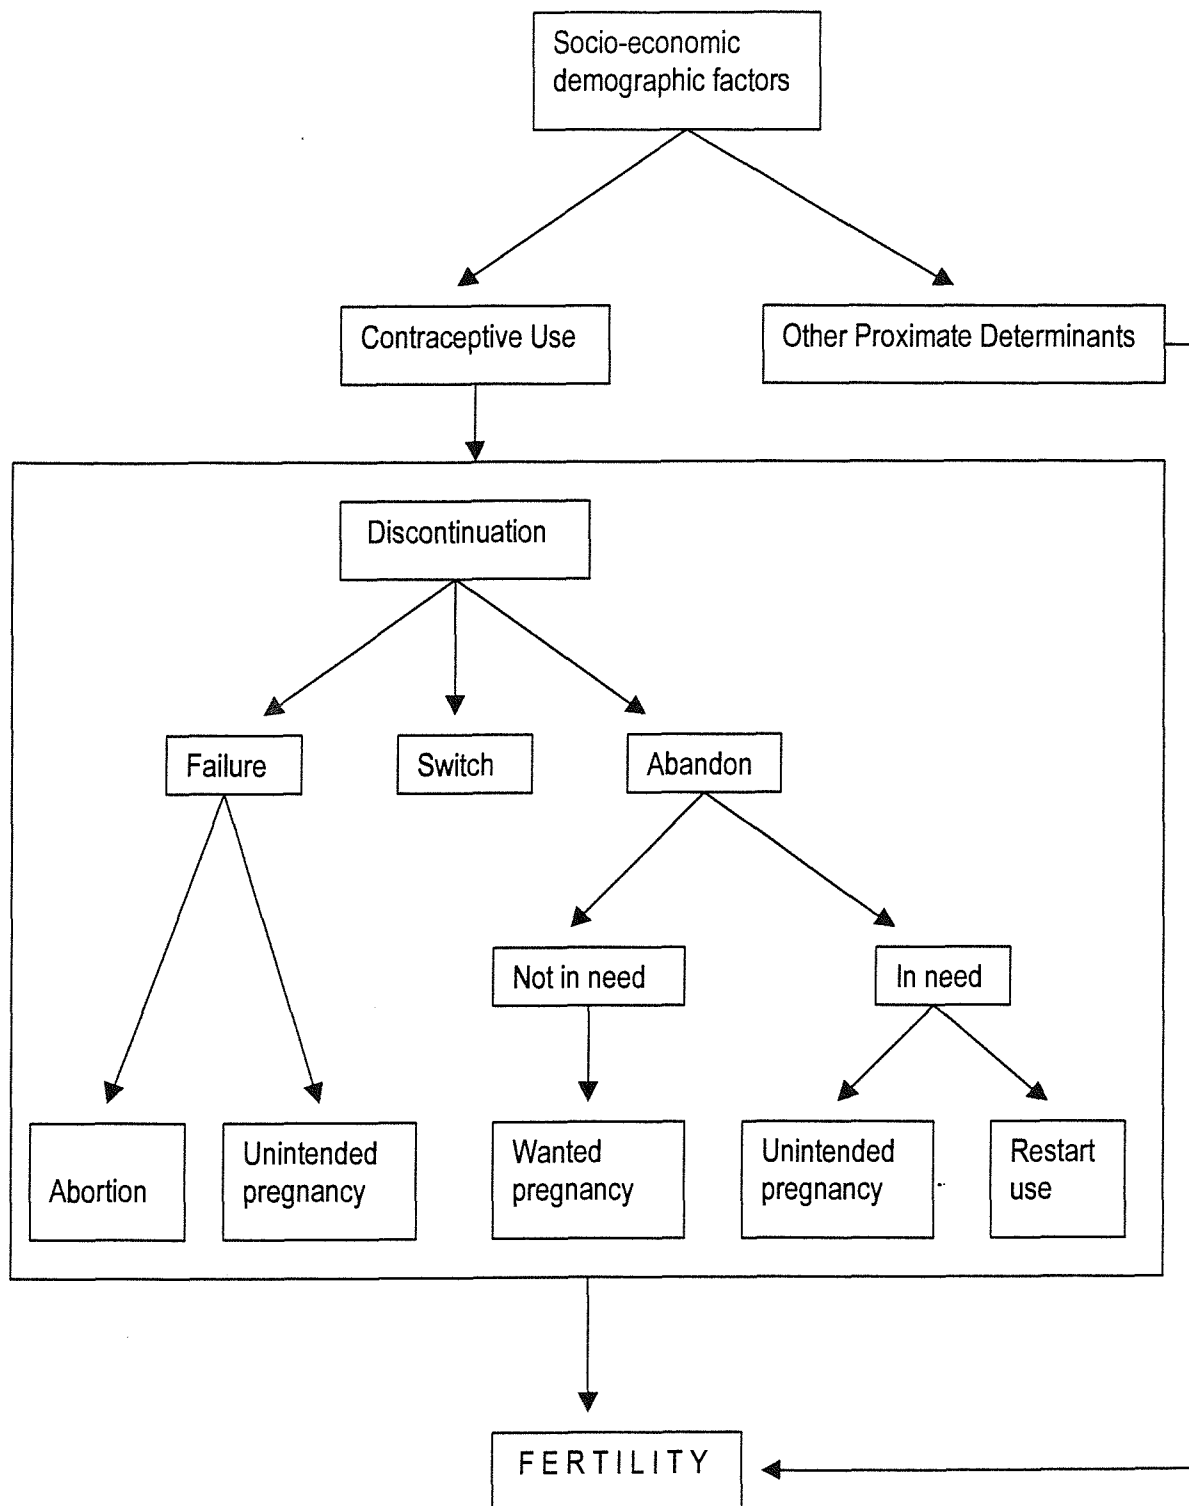 Socio-economic
demographic factors
Contraceptive Use
Other Proximate Determinants
Discontinuation
Failure
Switch
Abandon
Not in need
In need
Abortion
Unintended
pregnancy
Wanted
pregnancy
Unintended
pregnancy
Restart
use
FERTILITY